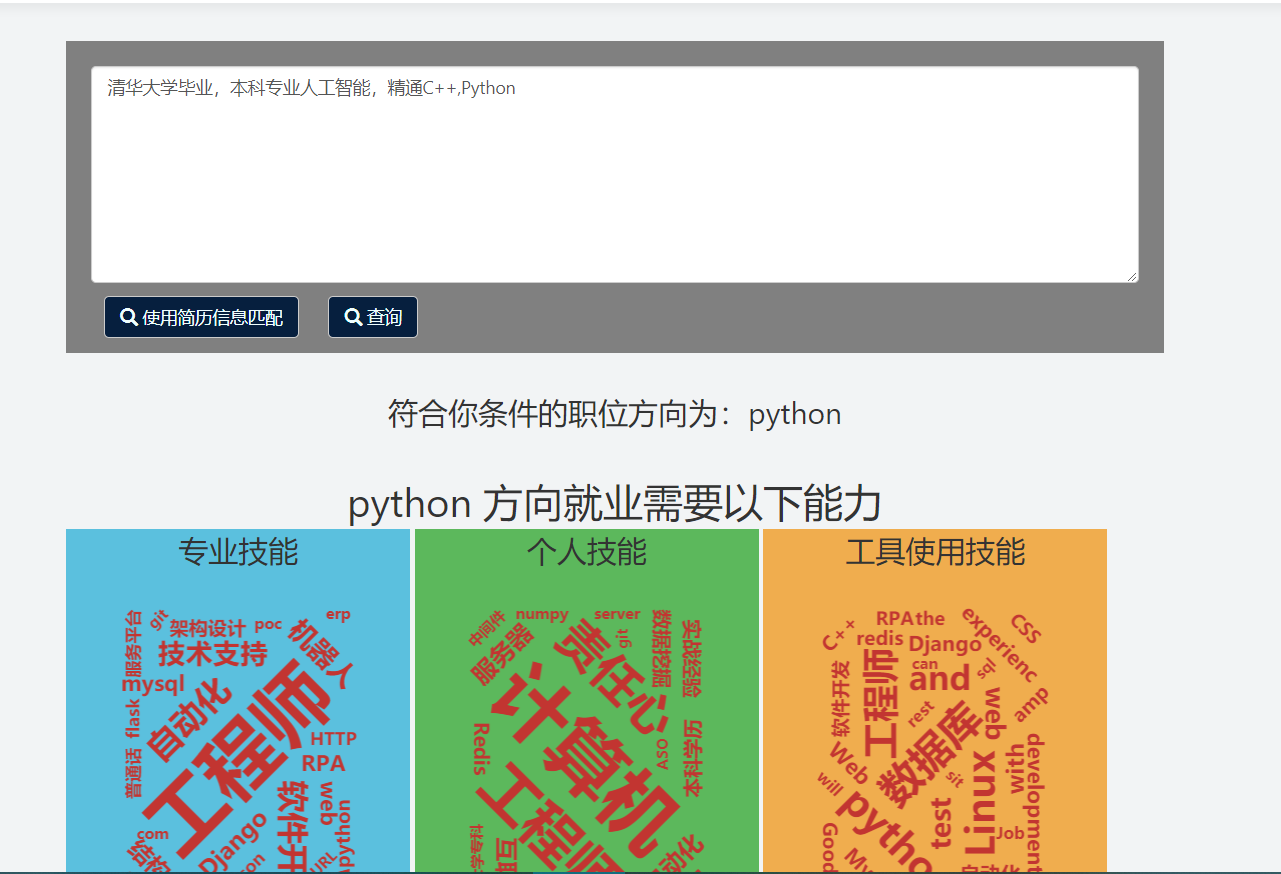 清华大学毕业，本科专业人工智能，精通C++,Python
使用简历信息匹配
查询
符合你条件的职位方向为：python
python 方向就业需要以下能力
专业技能
服务平台
git
架构设计
poc
erp
机器人
技术支持
mysql
自动化
工程师
flask
HTTP
RPA
普通话
软件开
web
python
com
Django
URL
个人技能
中间件
numpy
server
数据挖掘
实战经验
服务器
责任心
git
计算机
Redis
ASO
本科学历
工程师
工具使用技能
C++
RPA
the
experienc
CSS
redis
Django
can
sql
and
工程师
软件开发
rest
web
amp
数据库
Web
will
sit
Linux
with
development
pytho
test
Job
Good
My
自动化